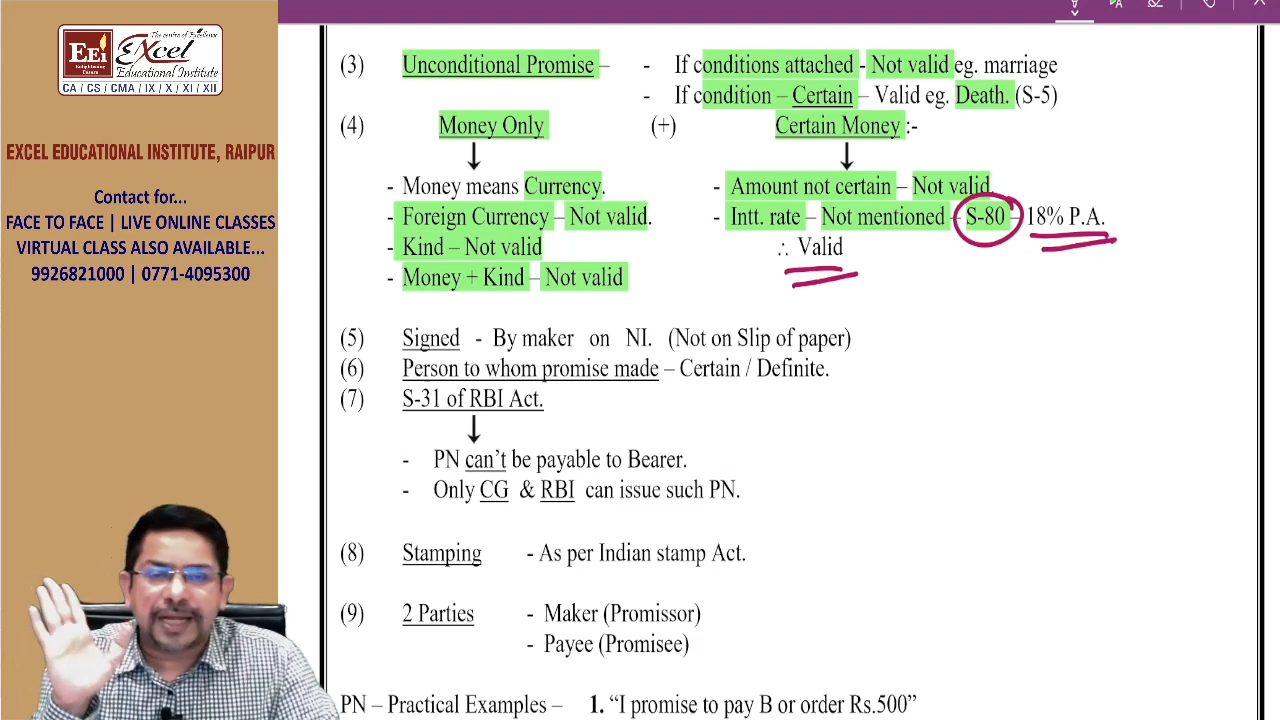 The centre of Excellence
EEi
Enlightening Careers
Excel
Educational Institute
CA / CS / CMA / IX / X / XI / XII
EXCEL EDUCATIONAL INSTITUTE, RAIPUR
Contact for...
FACE TO FACE | LIVE ONLINE CLASSES
VIRTUAL CLASS ALSO AVAILABLE...
9926821000 | 0771-4095300
(3) Unconditional Promise – - If conditions attached - Not valid eg. marriage
- If condition – Certain – Valid eg. Death. (S-5)
(4) Money Only (+) Certain Money :-
- Money means Currency. - Amount not certain – Not valid.
- Foreign Currency – Not valid. - Intt. rate – Not mentioned – S-80 – 18% P.A.
- Kind – Not valid ∴ Valid
- Money + Kind – Not valid
(5) Signed - By maker on NI. (Not on Slip of paper)
(6) Person to whom promise made – Certain / Definite.
(7) S-31 of RBI Act.
- PN can’t be payable to Bearer.
- Only CG & RBI can issue such PN.
(8) Stamping - As per Indian stamp Act.
(9) 2 Parties - Maker (Promissor)
- Payee (Promisee)
PN – Practical Examples – 1. “I promise to pay B or order Rs.500”